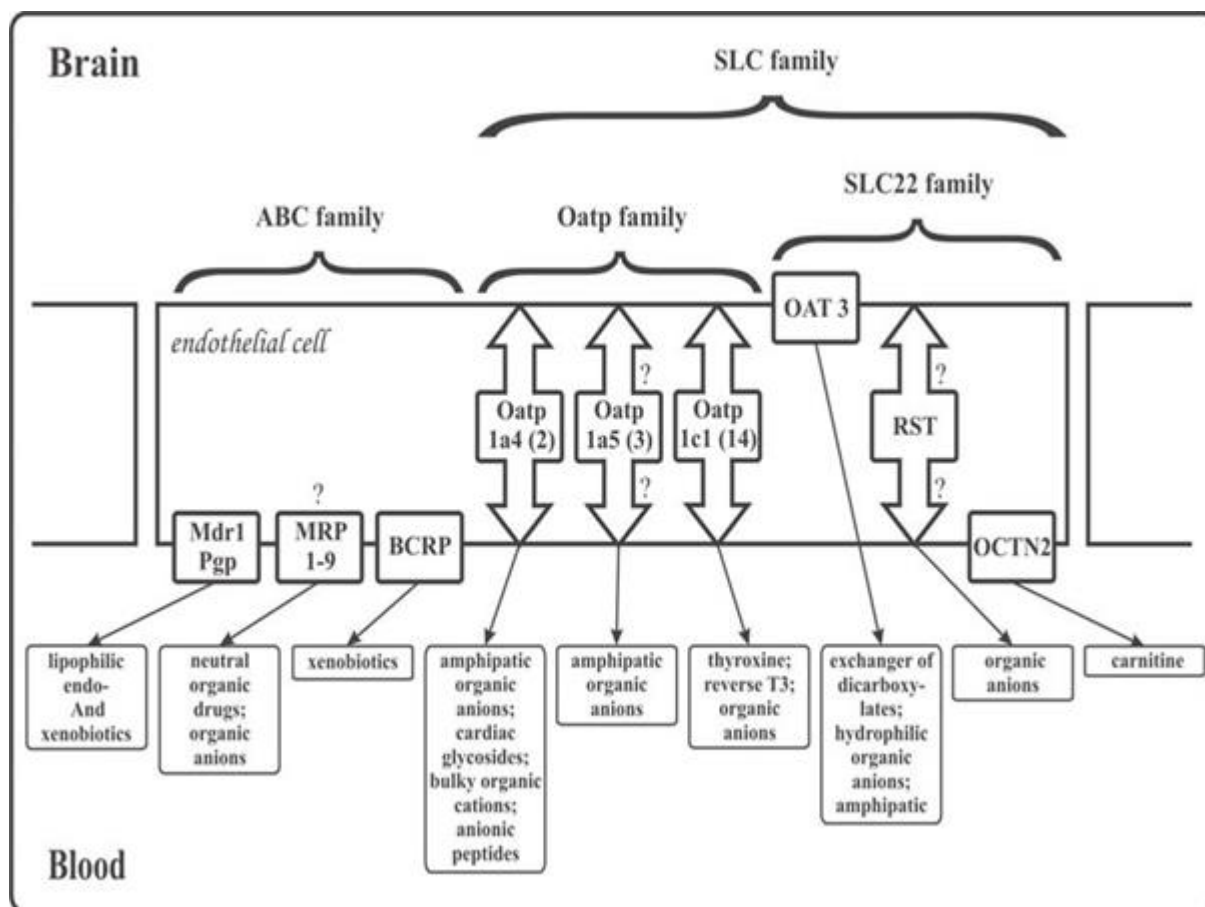 Brain
SLC family
SLC22 family
ABC family
Oatp family
OAT 3
endothelial cell
?
?
Oatp
1a4 (2)
Oatp
1a5 (3)
Oatp
1c1 (14)
RST
?
?
?
Mdr1
Pgp
MRP
1-9
BCRP
OCTN2
lipophilic
endo-
And
xenobiotics
neutral
organic
drugs;
organic
anions
xenobiotics
amphipatic
organic
anions;
cardiac
glycosides;
bulky organic
cations;
anionic
peptides
amphipatic
organic
anions
thyroxine;
reverse T3;
organic
anions
exchanger of
dicarboxy-
lates;
hydrophilic
organic
anions;
amphipatic
organic
anions
carnitine
Blood